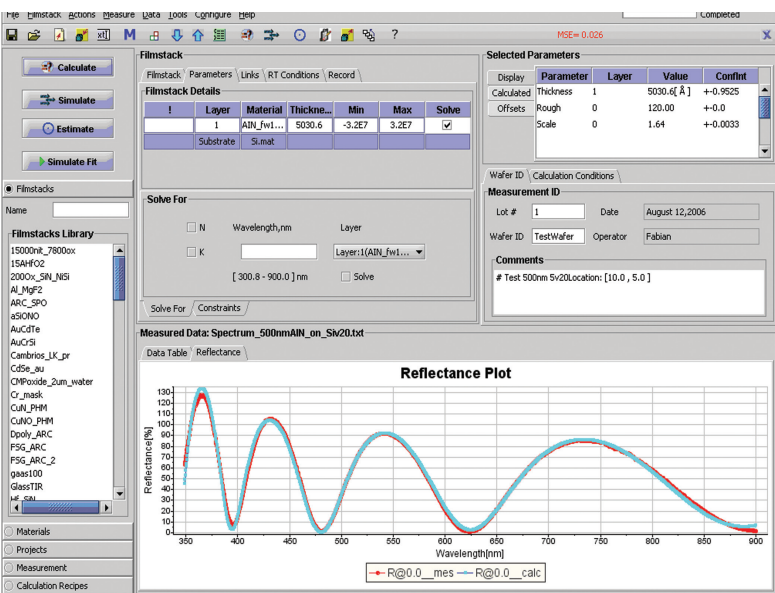 File Filmstack Actions Measure Data Tools Configure Help
Completed
xtl M ?
MSE= 0.026
X
Calculate
Simulate
Estimate
Simulate Fit
Filmstacks
Name
Filmstacks Library
15000nit_7800ox
15AHfO2
200Ox_SiN_NiSi
Al_MgF2
ARC_SPO
aSiONO
AuCdTe
AuCrSi
Cambrios_LK_pr
CdSe_au
CMPoxide_2um_water
Cr_mask
CuN_PHM
CuNO_PHM
Dpoly_ARC
FSG_ARC
FSG_ARC_2
gaas100
GlassTIR
Hf_SiN
Materials
Projects
Measurement
Calculation Recipes
Filmstack
Filmstack Parameters Links RT Conditions Record
Filmstack Details
! Layer Material Thickne... Min Max Solve
1 AlN_fw1... 5030.6 -3.2E7 3.2E7
Substrate Si.mat
Solve For
N Wavelength,nm Layer
K Layer:1(AlN_fw1...
[ 300.8 - 900.0 ] nm Solve
Solve For Constraints
Selected Parameters
Display
Calculated
Offsets
Parameter Layer Value ConfInt
Thickness 1 5030.6[ Å ] +-0.9525
Rough 0 120.00 +-0.0
Scale 0 1.64 +-0.0033
Wafer ID Calculation Conditions
Measurement ID
Lot # 1 Date August 12,2006
Wafer ID TestWafer Operator Fabian
Comments
# Test 500nm 5v20Location: [10.0 , 5.0 ]
Measured Data: Spectrum_500nmAlN_on_Siv20.txt
Data Table Reflectance
Reflectance Plot
Reflectance[%]
130
120
110
100
90
80
70
60
50
40
30
20
10
0
350 400 450 500 550 600 650 700 750 800 850 900
Wavelength[nm]
R@0.0__mes R@0.0__calc